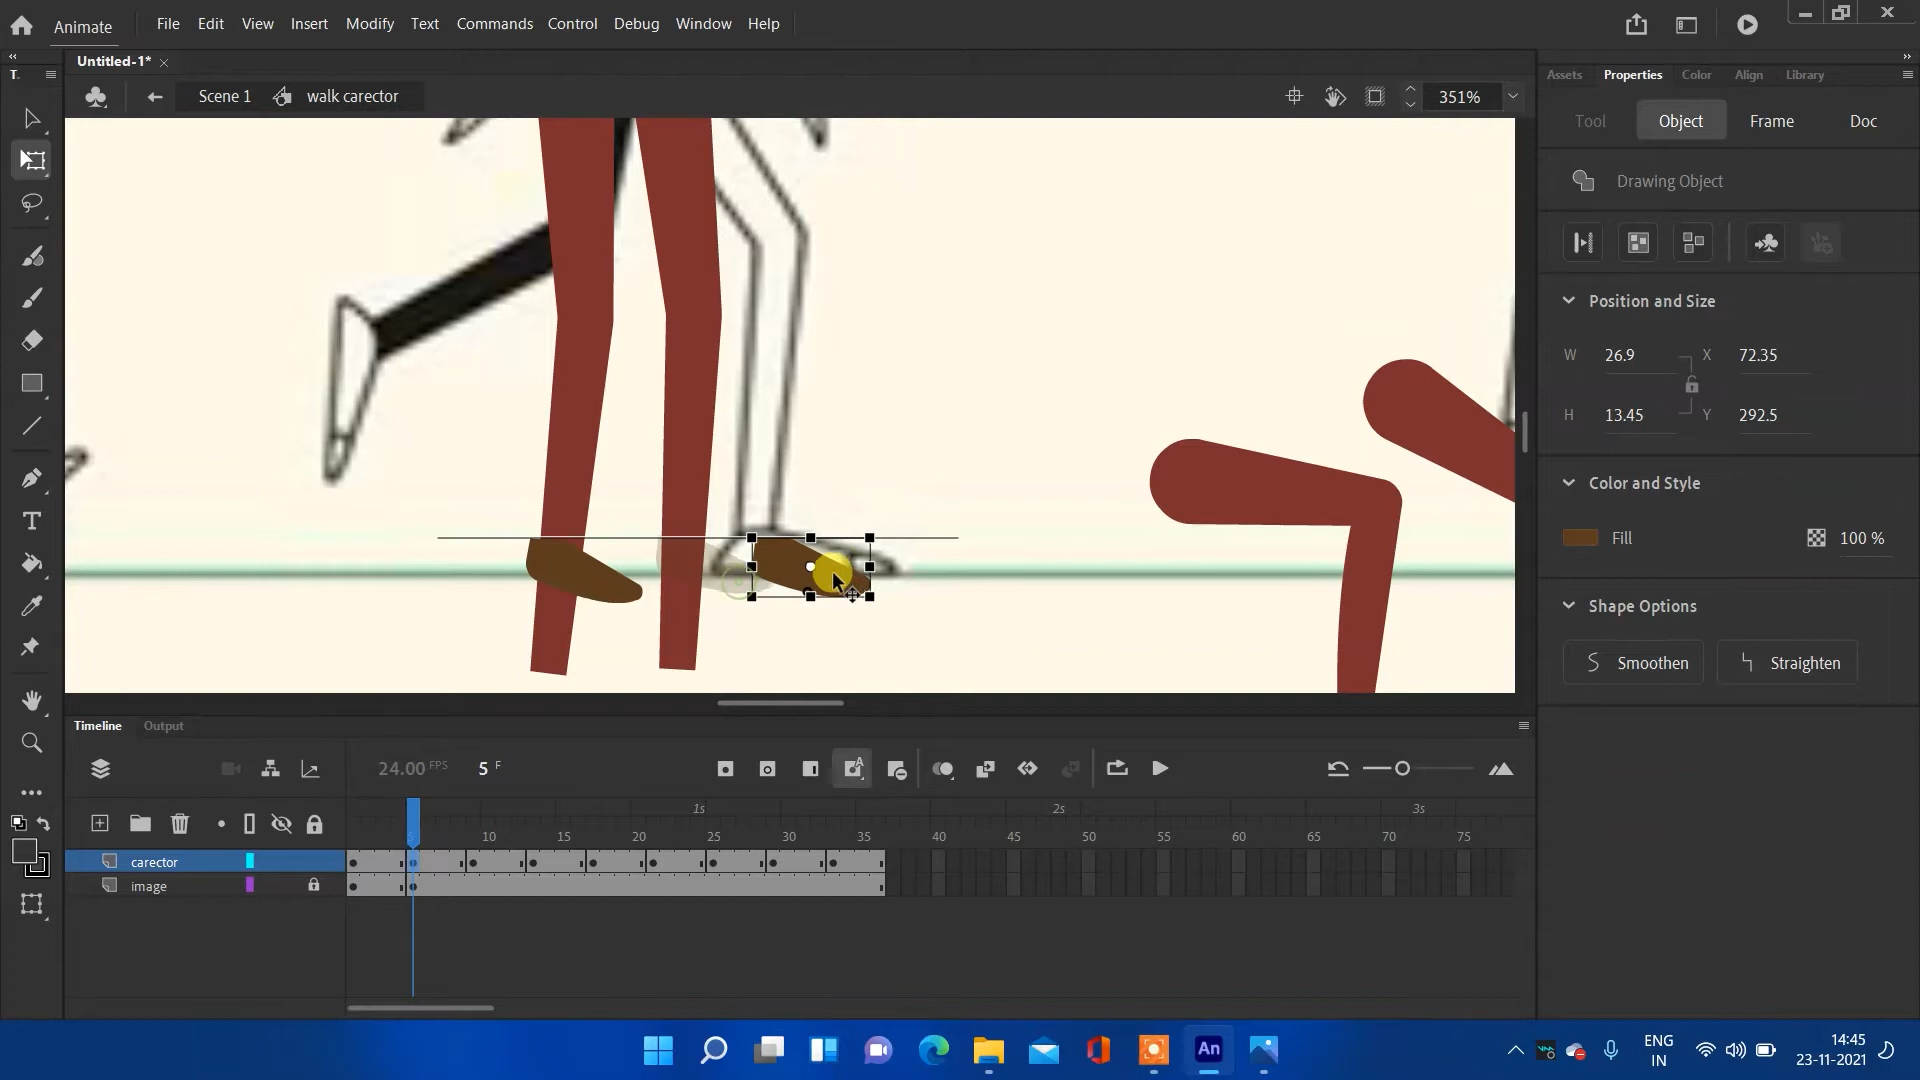 Animate
File Edit View Insert Modify Text Commands Control Debug Window Help
Untitled-1*
Scene 1
walk carector
351%
T.
Assets Properties Color Align Library
Tool Object Frame Doc
Drawing Object
Position and Size
W 26.9 X 72.35
H 13.45 Y 292.5
Color and Style
Fill 100 %
Shape Options
Smoothen Straighten
Timeline Output
24.00 FPS 5 F
1s 2s 3s
5 10 15 20 25 30 35 40 45 50 55 60 65 70 75
carector
image
An
ENG
IN
14:45
23-11-2021